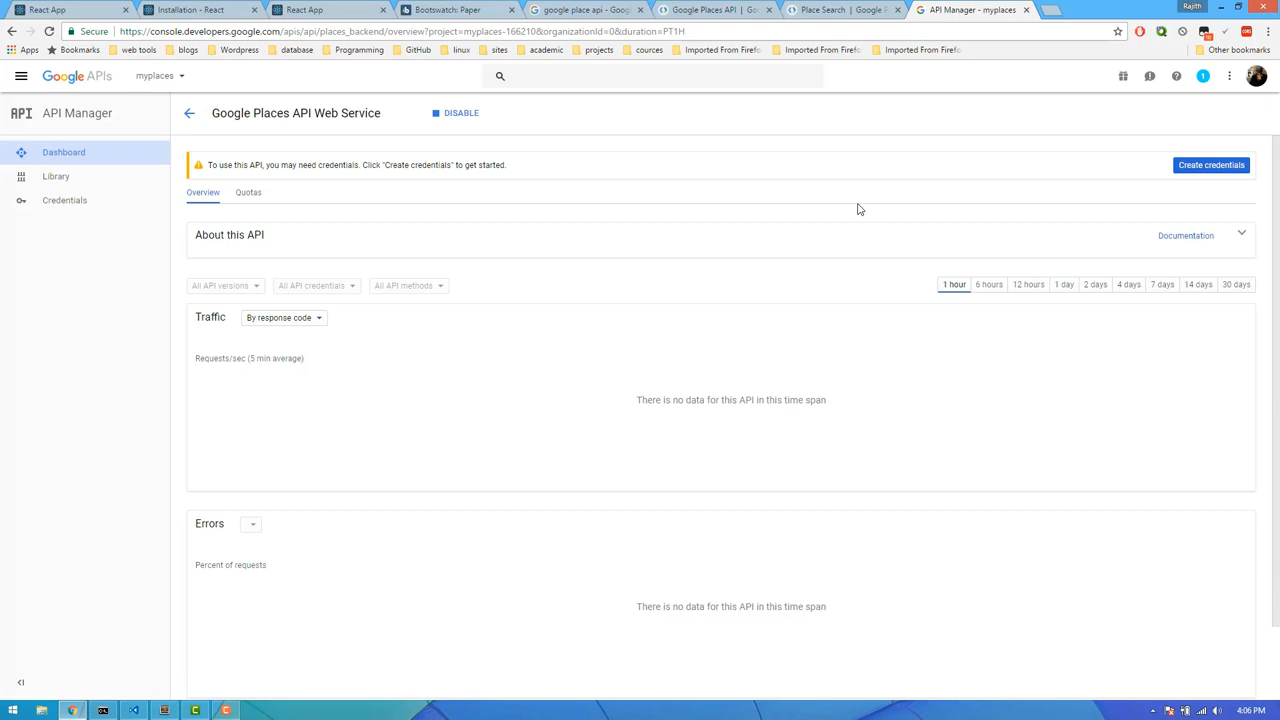 React App
Installation - React
React App
Bootswatch: Paper
google place api - Goog
Google Places API | Go
Place Search | Google P
API Manager - myplaces
Rajith
Secure
https://console.developers.google.com/apis/api/places_backend/overview?project=myplaces-166210&organizationId=0&duration=PT1H
Apps Bookmarks web tools blogs Wordpress database Programming GitHub linux sites academic projects cources Imported From Firefo Imported From Firefo Imported From Firefo Other bookmarks
Google APIs myplaces 1
API API Manager Google Places API Web Service DISABLE
Dashboard
To use this API, you may need credentials. Click "Create credentials" to get started. Create credentials
Library
Overview Quotas
Credentials
About this API Documentation
All API versions All API credentials All API methods 1 hour 6 hours 12 hours 1 day 2 days 4 days 7 days 14 days 30 days
Traffic By response code
Requests/sec (5 min average)
There is no data for this API in this time span
Errors
Percent of requests
There is no data for this API in this time span
4:06 PM